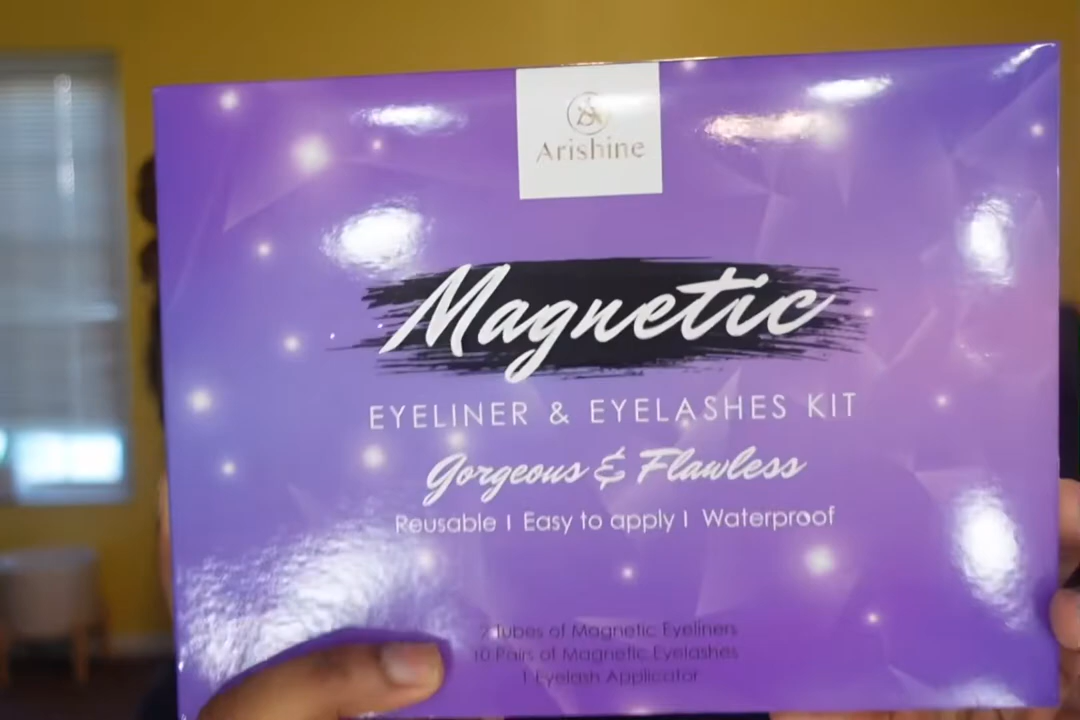 Arishine
Magnetic
EYELINER & EYELASHES KIT
Gorgeous & Flawless
Reusable I Easy to apply I Waterproof
2 Tubes of Magnetic Eyeliners
10 Pairs of Magnetic Eyelashes
1 Eyelash Applicator